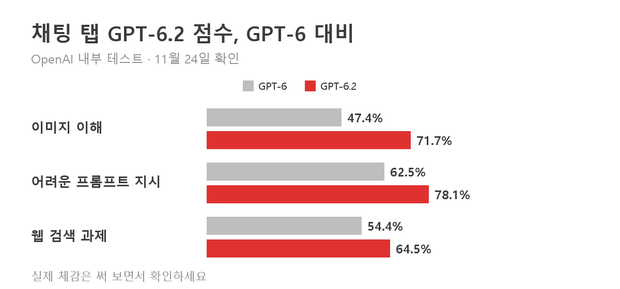 채팅 탭 GPT-6.2 점수, GPT-6 대비
OpenAI 내부 테스트 · 11월 24일 확인
GPT-6 GPT-6.2
이미지 이해
47.4%
71.7%
어려운 프롬프트 지시
62.5%
78.1%
웹 검색 과제
54.4%
64.5%
실제 체감은 써 보면서 확인하세요